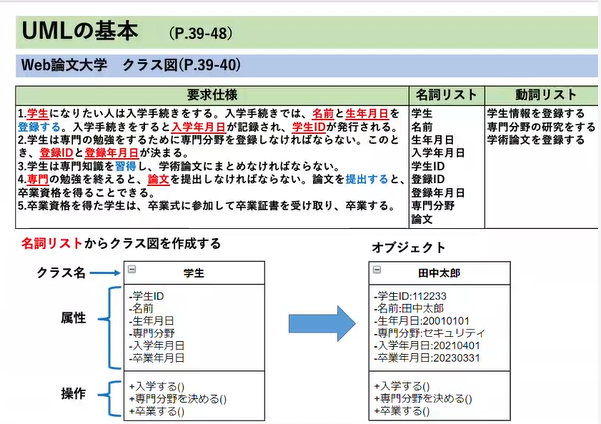 UMLの基本 (P.39-48)
Web論文大学 クラス図(P.39-40)
要求仕様
名詞リスト
動詞リスト
1.学生になりたい人は入学手続きをする。入学手続きでは、名前と生年月日を
登録する。入学手続きをすると入学年月日が記録され、学生IDが発行される。
2.学生は専門の勉強をするために専門分野を登録しなければならない。このと
き、登録IDと登録年月日が決まる。
3.学生は専門知識を習得し、学術論文にまとめなければならない。
4.専門の勉強を終えると、論文を提出しなければならない。論文を提出すると、
卒業資格を得ることできる。
5.卒業資格を得た学生は、卒業式に参加して卒業証書を受け取り、卒業する。
学生
名前
生年月日
入学年月日
学生ID
登録ID
登録年月日
専門分野
論文
学生情報を登録する
専門分野の研究をする
学術論文を登録する
名詞リストからクラス図を作成する
クラス名
学生
属性
-学生ID
-名前
-生年月日
-専門分野
-入学年月日
-卒業年月日
操作
+入学する()
+専門分野を決める()
+卒業する()
オブジェクト
田中太郎
-学生ID:112233
-名前:田中太郎
-生年月日:20010101
-専門分野:セキュリティ
-入学年月日:20210401
-卒業年月日:20230331
+入学する()
+専門分野を決める()
+卒業する()